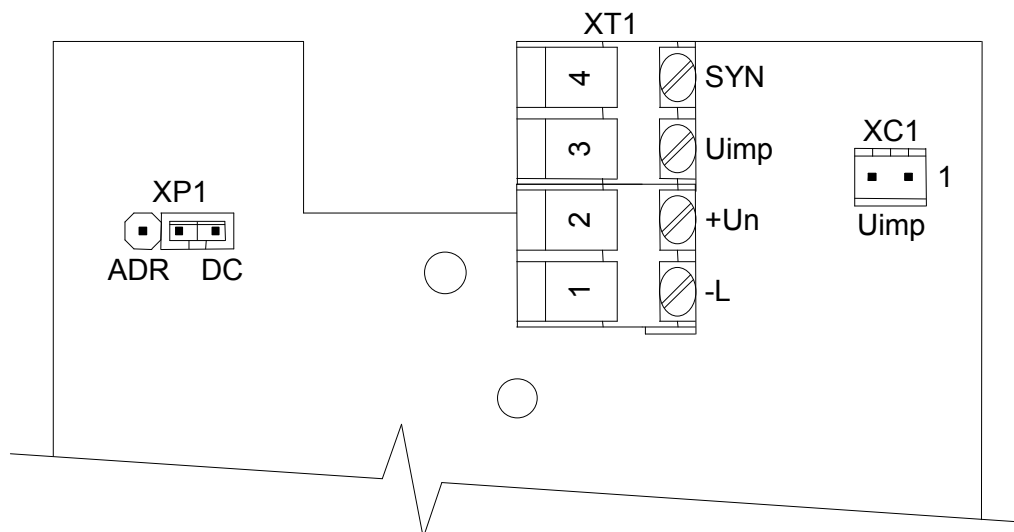 XT1
4 SYN
3 Uimp
2 +Un
1 -L
XC1
1
Uimp
XP1
ADR DC